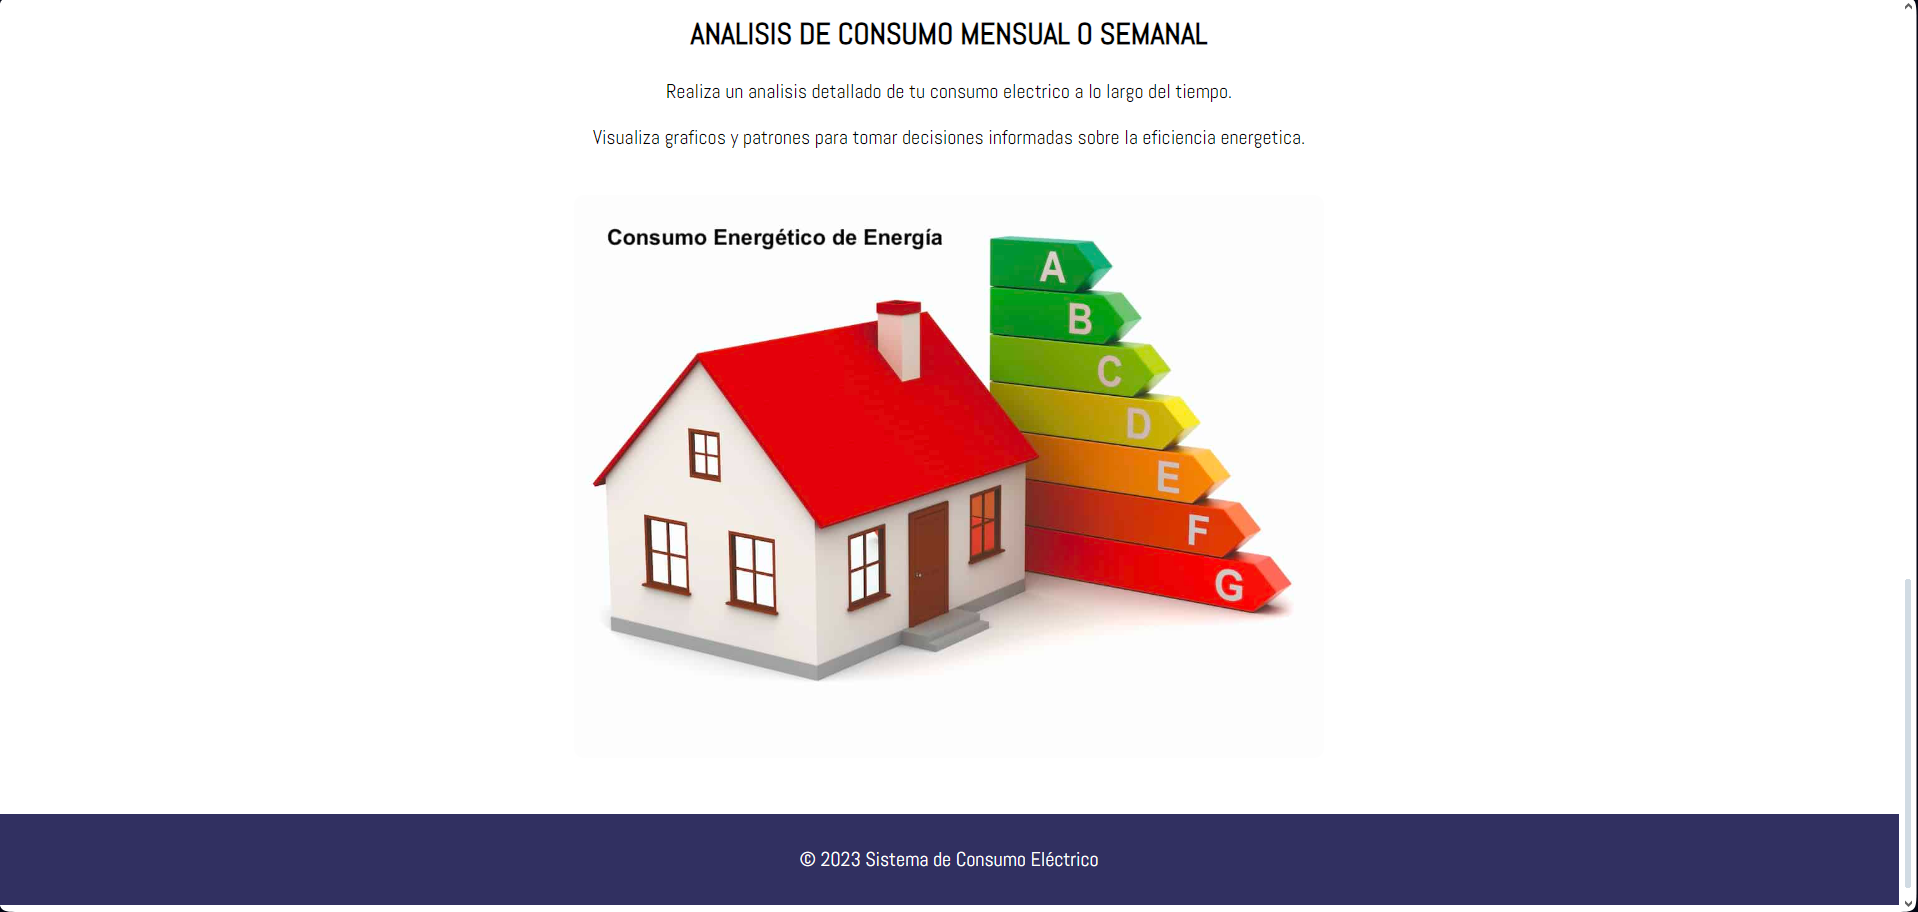 ANALISIS DE CONSUMO MENSUAL O SEMANAL
Realiza un analisis detallado de tu consumo electrico a lo largo del tiempo.
Visualiza graficos y patrones para tomar decisiones informadas sobre la eficiencia energetica.
Consumo Energético de Energía
A
B
C
D
E
F
G
© 2023 Sistema de Consumo Eléctrico